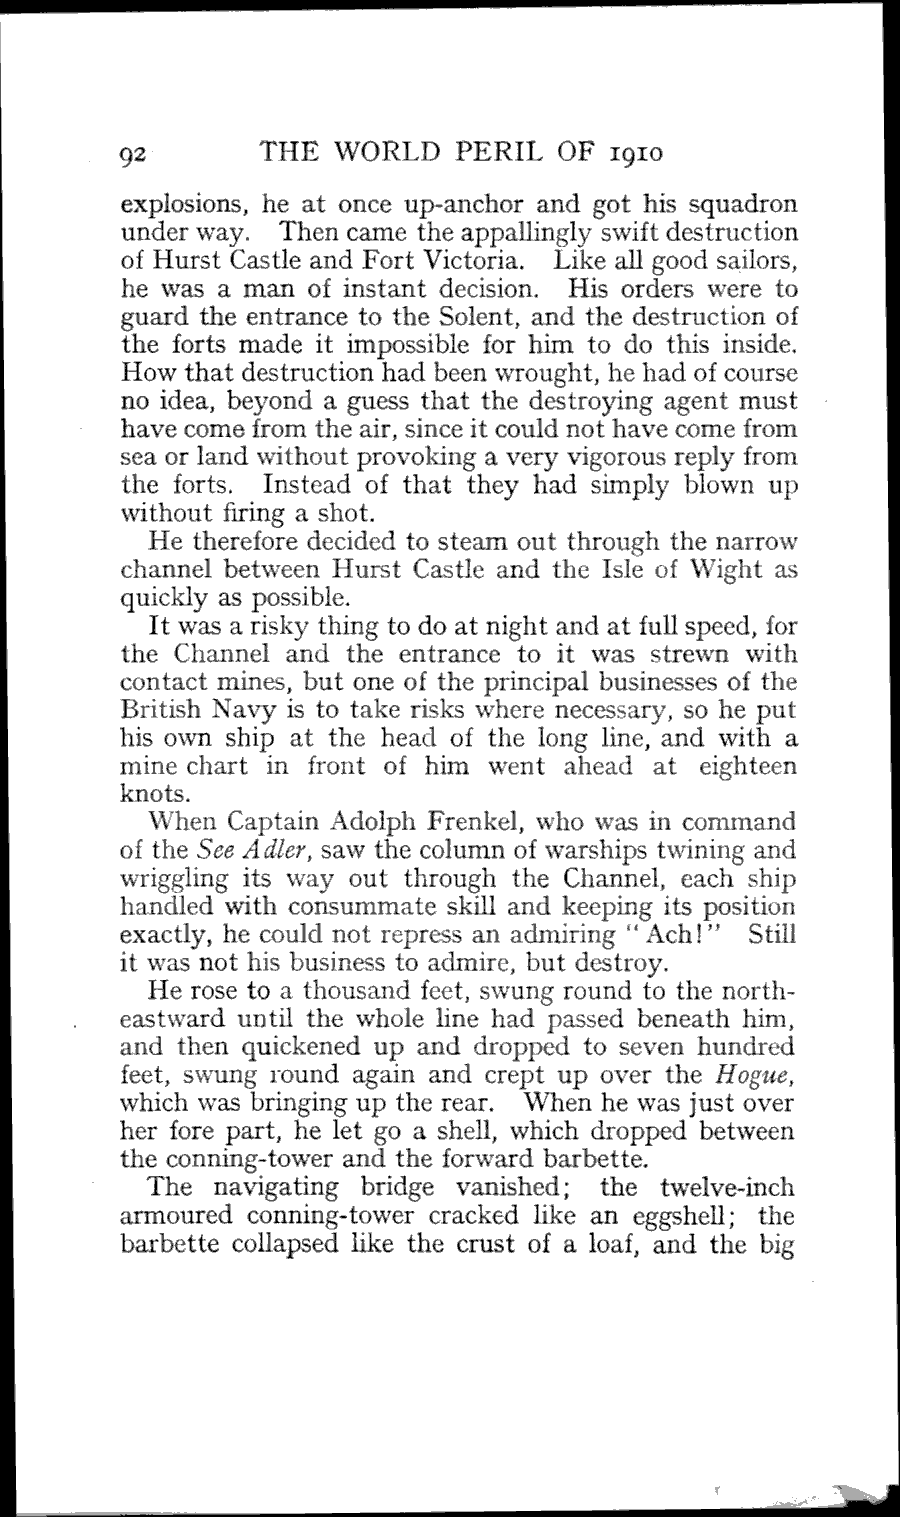 92 THE WORLD PERIL OF 1910
explosions, he at once up-anchor and got his squadron
under way. Then came the appallingly swift destruction
of Hurst Castle and Fort Victoria. Like all good sailors,
he was a man of instant decision. His orders were to
guard the entrance to the Solent, and the destruction of
the forts made it impossible for him to do this inside.
How that destruction had been wrought, he had of course
no idea, beyond a guess that the destroying agent must
have come from the air, since it could not have come from
sea or land without provoking a very vigorous reply from
the forts. Instead of that they had simply blown up
without firing a shot.
He therefore decided to steam out through the narrow
channel between Hurst Castle and the Isle of Wight as
quickly as possible.
It was a risky thing to do at night and at full speed, for
the Channel and the entrance to it was strewn with
contact mines, but one of the principal businesses of the
British Navy is to take risks where necessary, so he put
his own ship at the head of the long line, and with a
mine chart in front of him went ahead at eighteen
knots.
When Captain Adolph Frenkel, who was in command
of the See Adler, saw the column of warships twining and
wriggling its way out through the Channel, each ship
handled with consummate skill and keeping its position
exactly, he could not repress an admiring "Ach!" Still
it was not his business to admire, but destroy.
He rose to a thousand feet, swung round to the north-
eastward until the whole line had passed beneath him,
and then quickened up and dropped to seven hundred
feet, swung round again and crept up over the Hogue,
which was bringing up the rear. When he was just over
her fore part, he let go a shell, which dropped between
the conning-tower and the forward barbette.
The navigating bridge vanished; the twelve-inch
armoured conning-tower cracked like an eggshell; the
barbette collapsed like the crust of a loaf, and the big